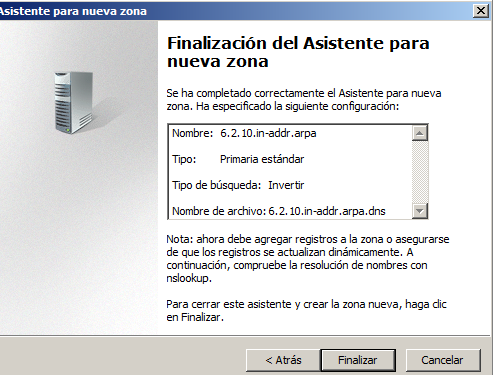 Asistente para nueva zona
Finalización del Asistente para
nueva zona
Se ha completado correctamente el Asistente para nueva
zona. Ha especificado la siguiente configuración:
Nombre: 6.2.10.in-addr.arpa
Tipo: Primaria estándar
Tipo de búsqueda: Invertir
Nombre de archivo: 6.2.10.in-addr.arpa.dns
Nota: ahora debe agregar registros a la zona o asegurarse
de que los registros se actualizan dinámicamente. A
continuación, compruebe la resolución de nombres con
nslookup.
Para cerrar este asistente y crear la zona nueva, haga clic
en Finalizar.
< Atrás Finalizar Cancelar